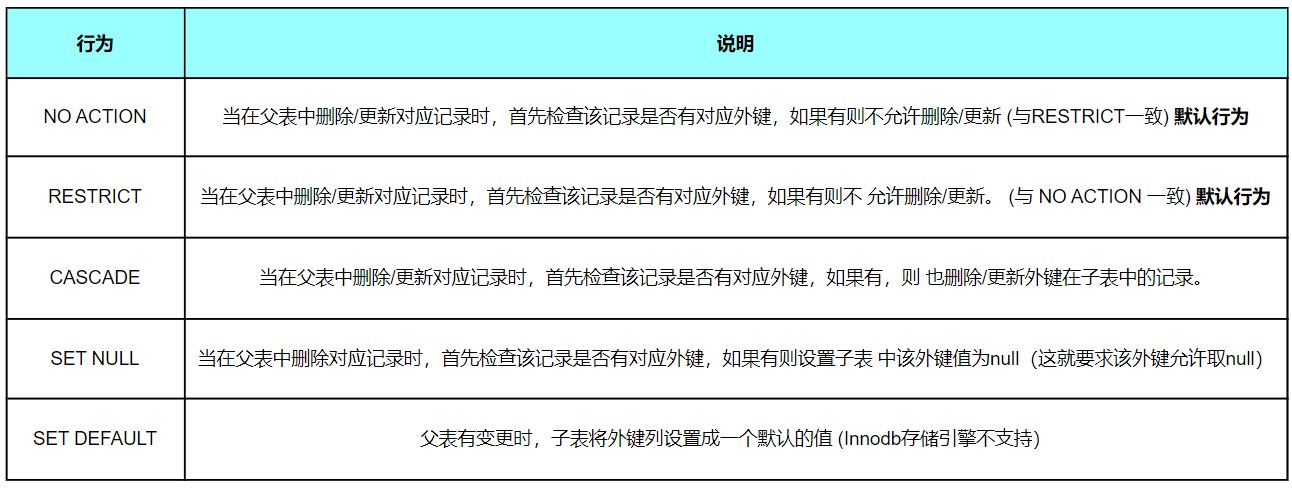 行为
说明
NO ACTION
当在父表中删除/更新对应记录时，首先检查该记录是否有对应外键，如果有则不允许删除/更新 (与RESTRICT一致) 默认行为
RESTRICT
当在父表中删除/更新对应记录时，首先检查该记录是否有对应外键，如果有则不 允许删除/更新。 (与 NO ACTION 一致) 默认行为
CASCADE
当在父表中删除/更新对应记录时，首先检查该记录是否有对应外键，如果有，则 也删除/更新外键在子表中的记录。
SET NULL
当在父表中删除对应记录时，首先检查该记录是否有对应外键，如果有则设置子表 中该外键值为null（这就要求该外键允许取null）
SET DEFAULT
父表有变更时，子表将外键列设置成一个默认的值 (Innodb存储引擎不支持)